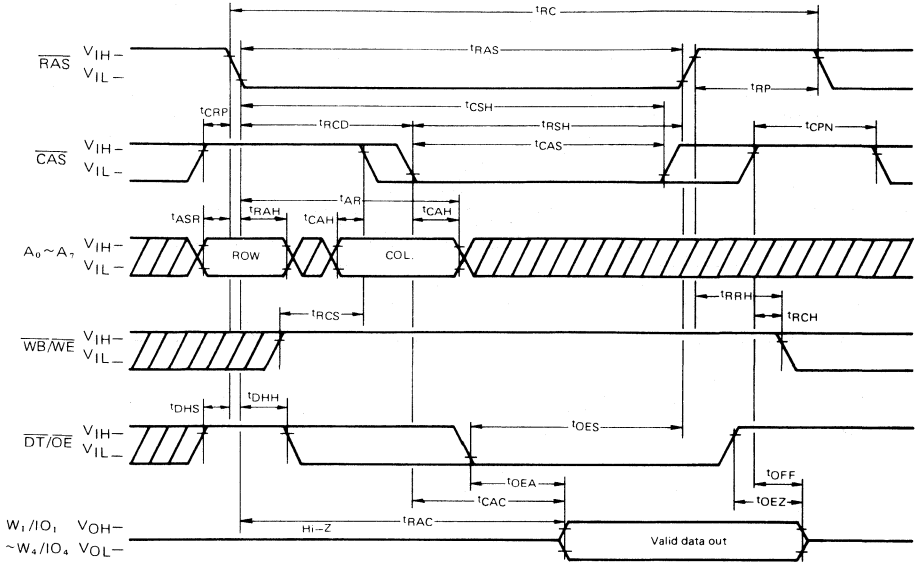 tRC
RAS VIH
VIL
tRAS
tRP
tCRP
tCSH
tRCD
tRSH
tCPN
CAS VIH
VIL
tCAS
tAR
tASR
tRAH
tCAH
tCAH
A0~A7 VIH
VIL
ROW
COL.
tRRH
tRCS
tRCH
WB/WE VIH
VIL
tDHS
tDHH
DT/OE VIH
VIL
tOES
tOEA
tOFF
tCAC
tOEZ
tRAC
W1/IO1 VOH
~W4/IO4 VOL
Hi-Z
Valid data out